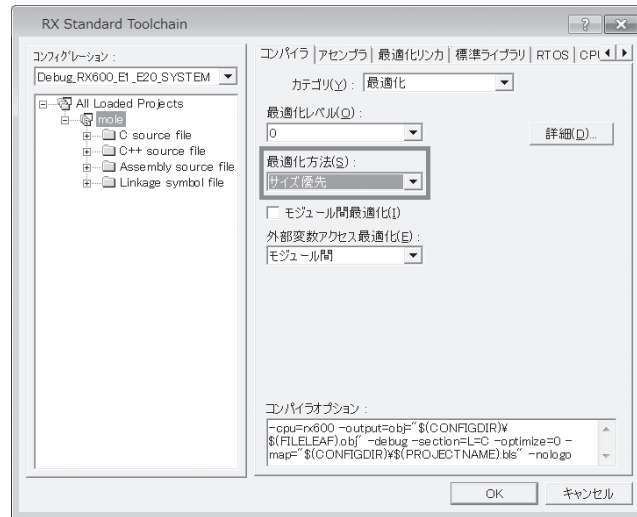 RX Standard Toolchain
コンフィグレーション :
Debug_RX600_E1_E20_SYSTEM
All Loaded Projects
mole
C source file
C++ source file
Assembly source file
Linkage symbol file
コンパイラ アセンブラ 最適化リンカ 標準ライブラリ RTOS CPU
カテゴリ(Y) : 最適化
最適化レベル(O) :
0
詳細(D)...
最適化方法(S) :
サイズ優先
モジュール間最適化(I)
外部変数アクセス最適化(E) :
モジュール間
コンパイラオプション :
-cpu=rx600 -output=obj="$(CONFIGDIR)¥
$(FILELEAF).obj" -debug -section=L=C -optimize=0 -
map="$(CONFIGDIR)¥$(PROJECTNAME).bls" -nologo
OK キャンセル